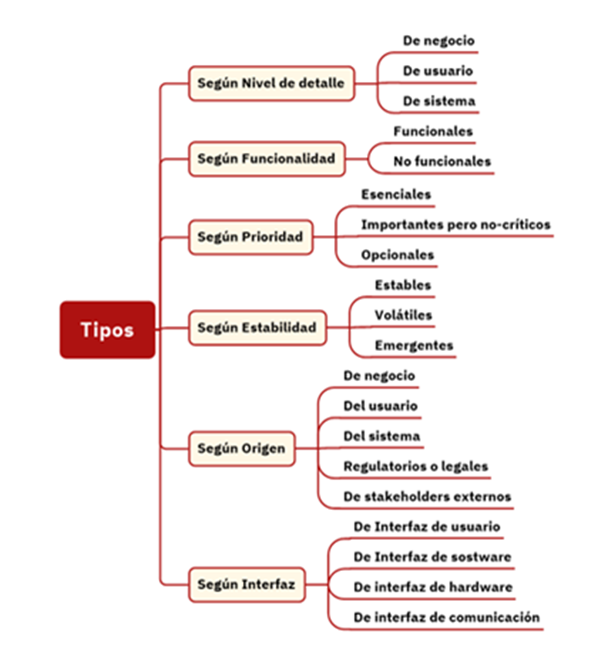 Tipos
Según Nivel de detalle
De negocio
De usuario
De sistema
Según Funcionalidad
Funcionales
No funcionales
Según Prioridad
Esenciales
Importantes pero no-críticos
Opcionales
Según Estabilidad
Estables
Volátiles
Emergentes
Según Origen
De negocio
Del usuario
Del sistema
Regulatorios o legales
De stakeholders externos
Según Interfaz
De Interfaz de usuario
De Interfaz de sostware
De interfaz de hardware
De interfaz de comunicación